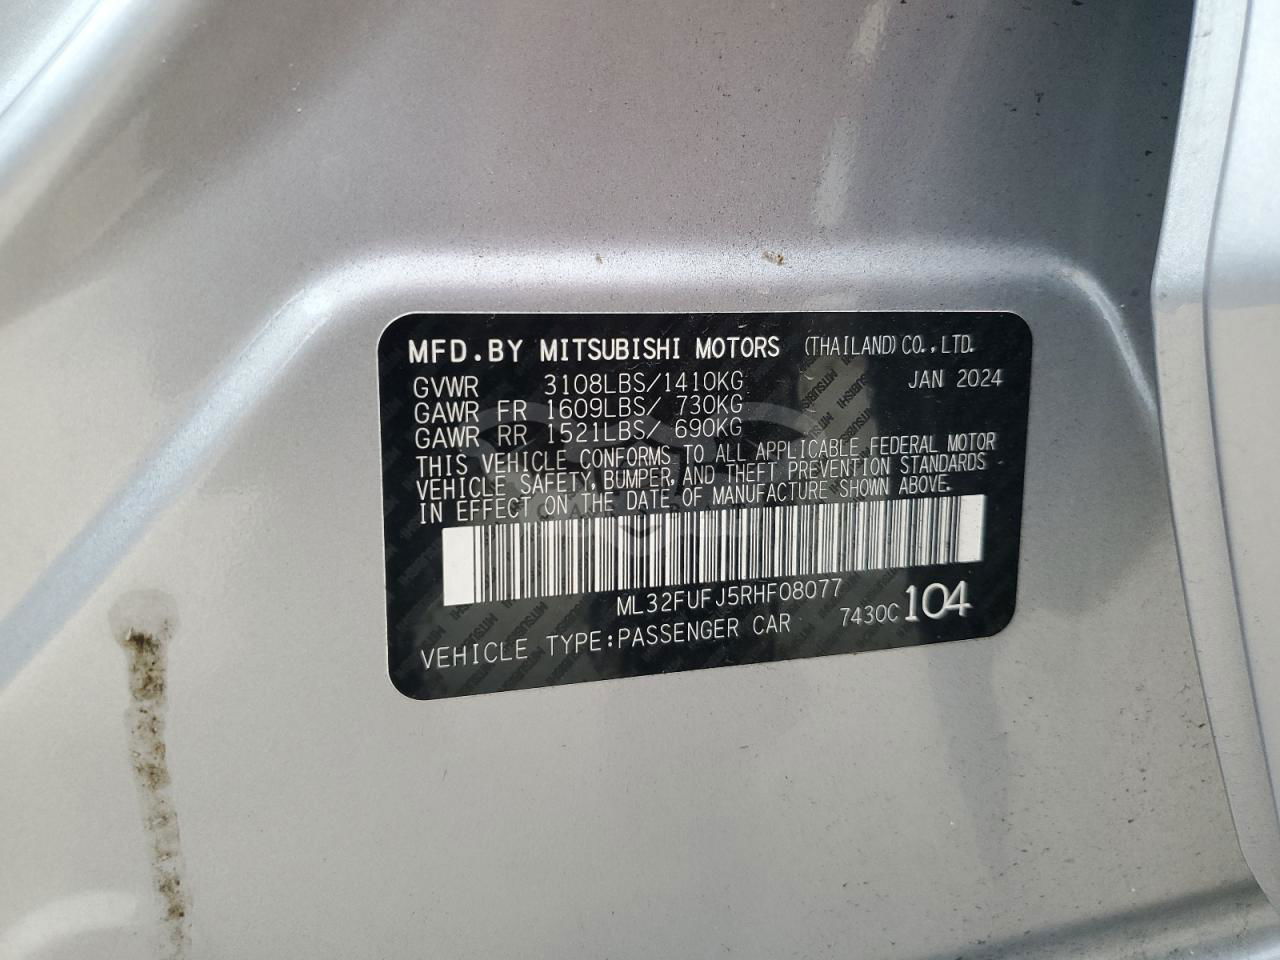 MFD.BY MITSUBISHI MOTORS (THAILAND) CO.,LTD.
GVWR 3108LBS/1410KG JAN 2024
GAWR FR 1609LBS/ 730KG
GAWR RR 1521LBS/ 690KG
THIS VEHICLE CONFORMS TO ALL APPLICABLE FEDERAL MOTOR
VEHICLE SAFETY, BUMPER, AND THEFT PREVENTION STANDARDS
IN EFFECT ON THE DATE OF MANUFACTURE SHOWN ABOVE.
ML32FUFJ5RHF08077
VEHICLE TYPE:PASSENGER CAR 7430C 104